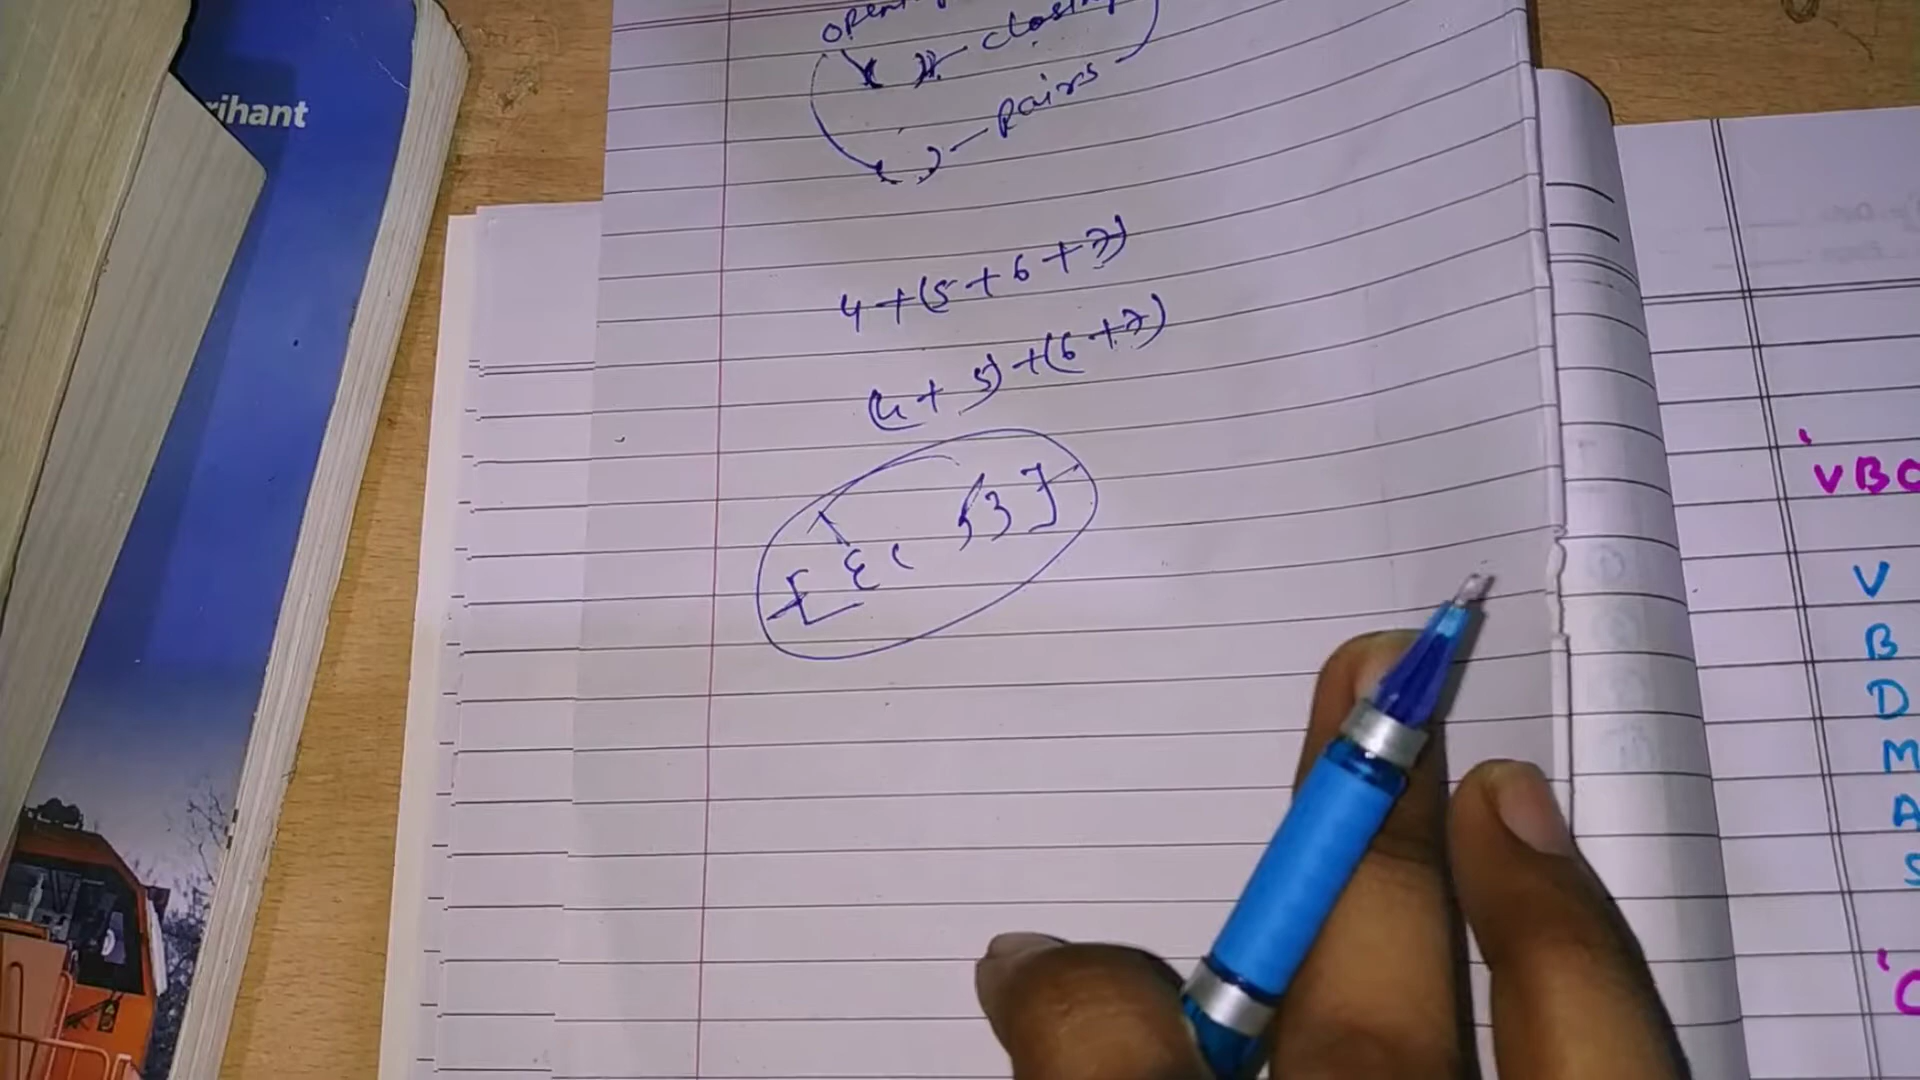 rihant
( )) closing
( ) pairs
4+(5+6+7)
(4+5)+(6+7)
[{( )}]
VBO
V
B
D
M
A
S